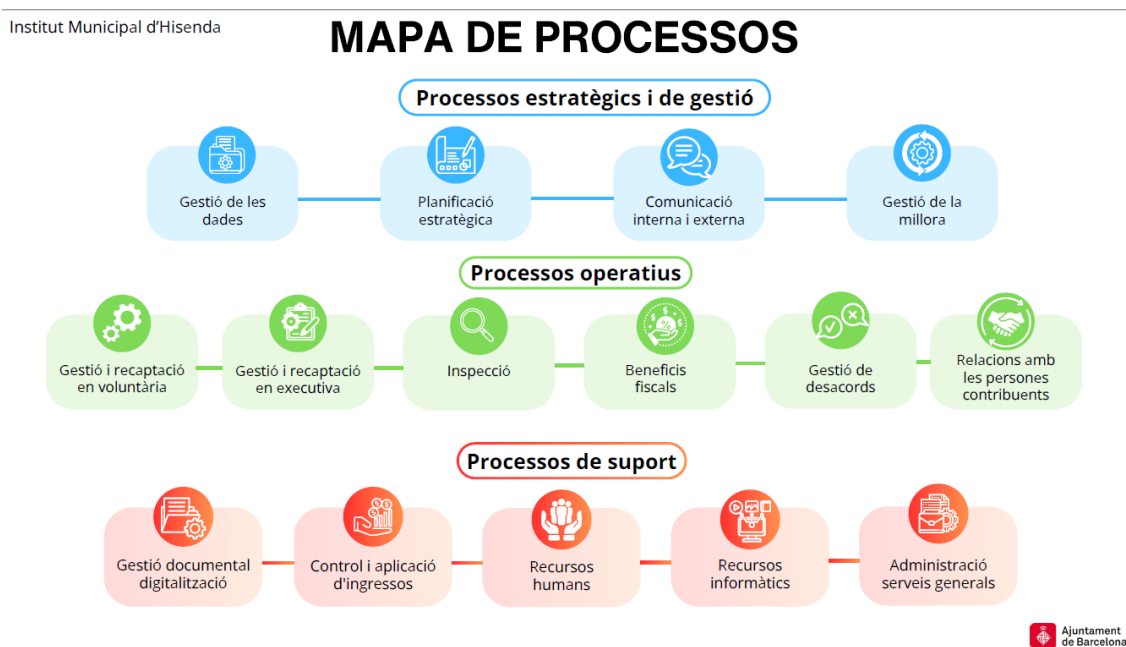 Institut Municipal d'Hisenda
MAPA DE PROCESSOS
Processos estratègics i de gestió
Gestió de les
dades
Planificació
estratègica
Comunicació
interna i externa
Gestió de la
millora
Processos operatius
Gestió i recaptació
en voluntària
Gestió i recaptació
en executiva
Inspecció
Beneficis
fiscals
Gestió de
desacords
Relacions amb
les persones
contribuents
Processos de suport
Gestió documental
digitalització
Control i aplicació
d'ingressos
Recursos
humans
Recursos
informàtics
Administració
serveis generals
Ajuntament
de Barcelona